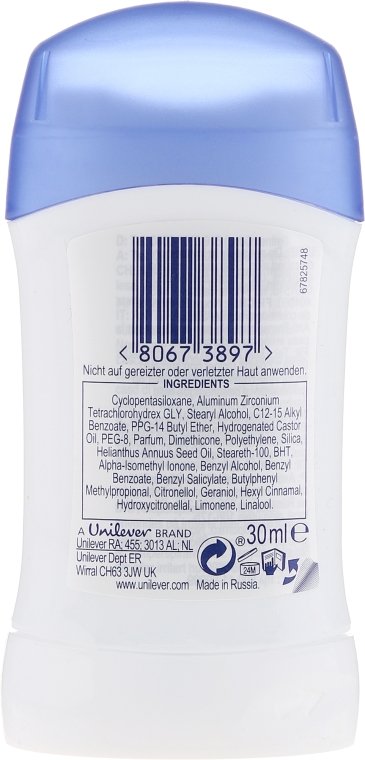 67825748
< 8067 3897 >
Nicht auf gereizter oder verletzter Haut anwenden.
INGREDIENTS
Cyclopentasiloxane, Aluminum Zirconium
Tetrachlorohydrex GLY, Stearyl Alcohol, C12-15 Alkyl
Benzoate, PPG-14 Butyl Ether, Hydrogenated Castor
Oil, PEG-8, Parfum, Dimethicone, Polyethylene, Silica,
Helianthus Annuus Seed Oil, Steareth-100, BHT,
Alpha-Isomethyl Ionone, Benzyl Alcohol, Benzyl
Benzoate, Benzyl Salicylate, Butylphenyl
Methylpropional, Citronellol, Geraniol, Hexyl Cinnamal,
Hydroxycitronellal, Limonene, Linalool.
A Unilever BRAND
30 ml ℮
Unilever RA; 455; 3013 AL; NL
Unilever Dept ER
Wirral CH63 3JW UK
24M
www.unilever.com Made in Russia.